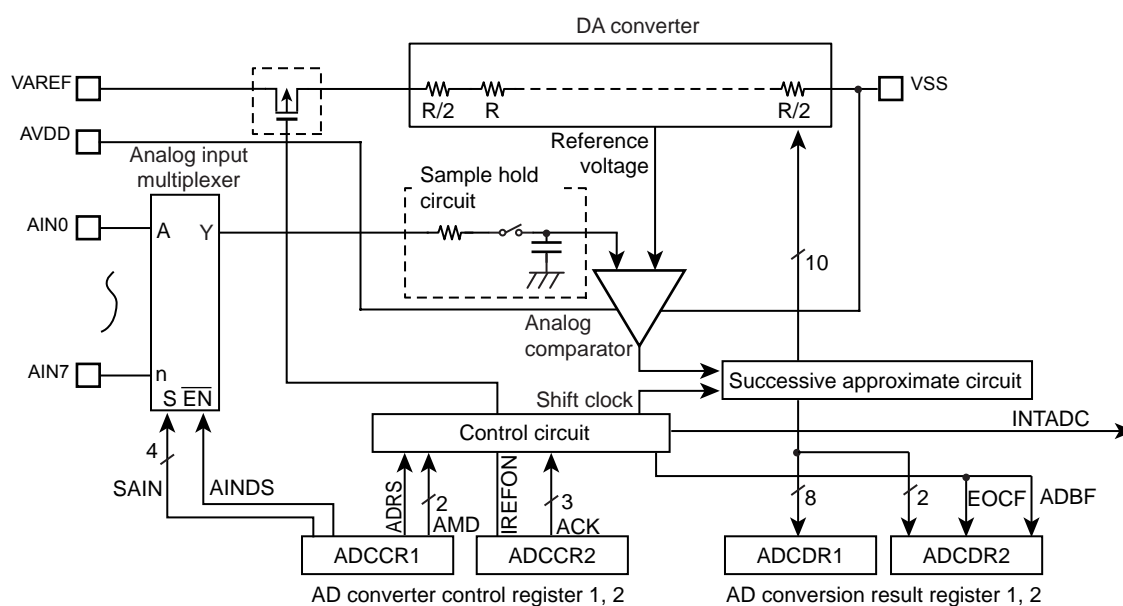 DA converter
VAREF
VSS
R/2
R
R/2
AVDD
Reference
voltage
Analog input
multiplexer
Sample hold
circuit
AIN0
A
Y
10
Analog
comparator
AIN7
n
S
EN
Successive approximate circuit
Shift clock
INTADC
Control circuit
4
SAIN
AINDS
ADRS
2
AMD
IREFON
3
ACK
8
2
EOCF
ADBF
ADCCR1
ADCCR2
ADCDR1
ADCDR2
AD converter control register 1, 2
AD conversion result register 1, 2